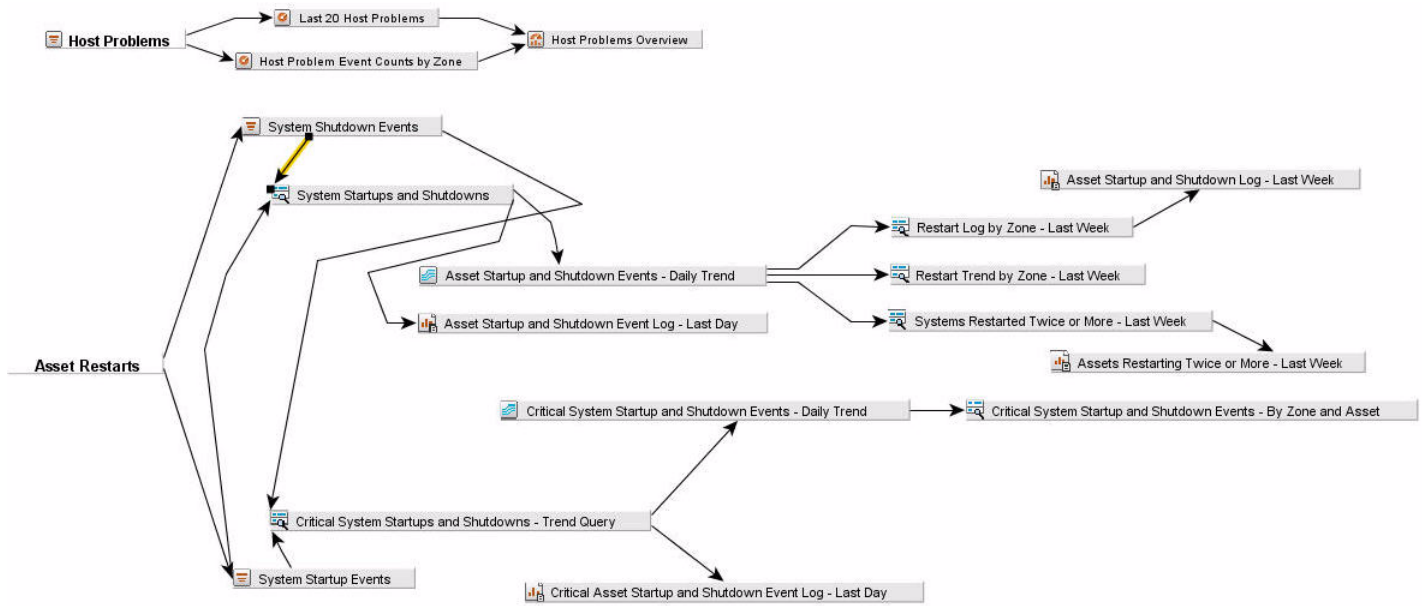 Last 20 Host Problems
Host Problems
Host Problems Overview
Host Problem Event Counts by Zone
System Shutdown Events
System Startups and Shutdowns
Asset Startup and Shutdown Log - Last Week
Restart Log by Zone - Last Week
Asset Startup and Shutdown Events - Daily Trend
Restart Trend by Zone - Last Week
Asset Startup and Shutdown Event Log - Last Day
Systems Restarted Twice or More - Last Week
Asset Restarts
Assets Restarting Twice or More - Last Week
Critical System Startup and Shutdown Events - Daily Trend
Critical System Startup and Shutdown Events - By Zone and Asset
Critical System Startups and Shutdowns - Trend Query
System Startup Events
Critical Asset Startup and Shutdown Event Log - Last Day